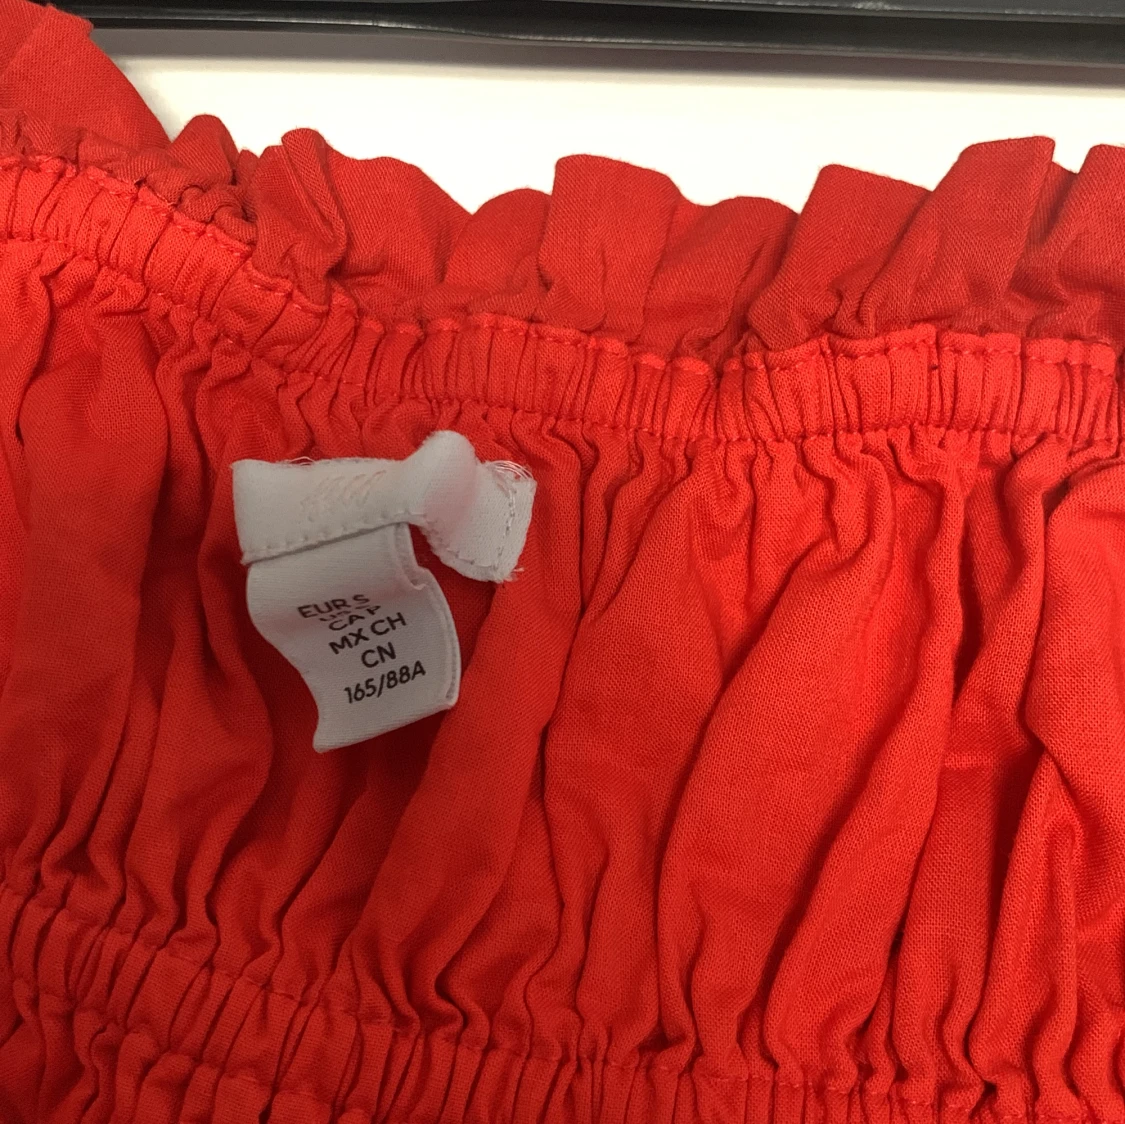 EUR S
CA P
MX CH
CN
165/88A